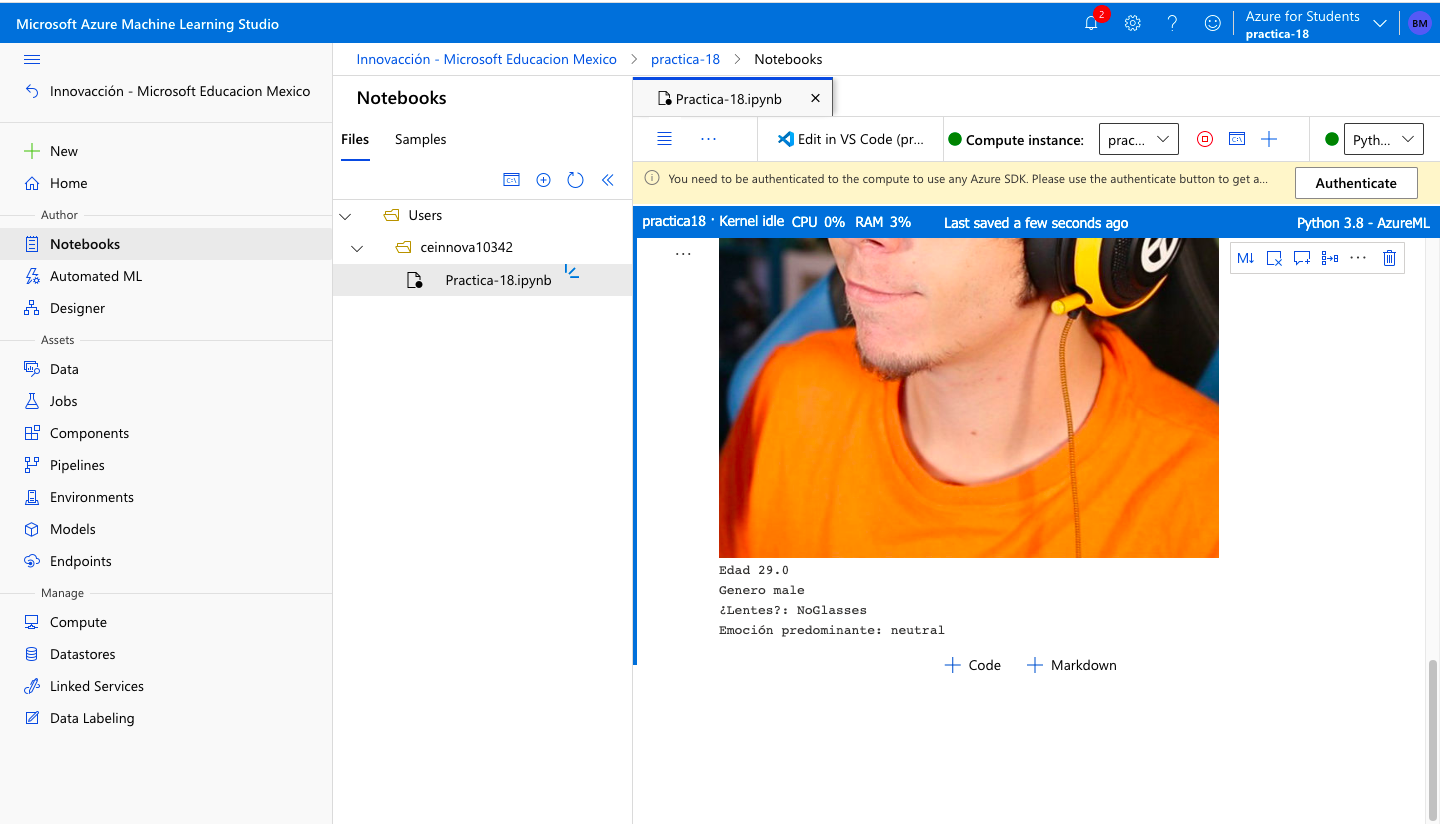 Microsoft Azure Machine Learning Studio
2
Azure for Students
practica-18
BM
Innovacción - Microsoft Educacion Mexico
New
Home
Author
Notebooks
Automated ML
Designer
Assets
Data
Jobs
Components
Pipelines
Environments
Models
Endpoints
Manage
Compute
Datastores
Linked Services
Data Labeling
Innovacción - Microsoft Educacion Mexico > practica-18 > Notebooks
Notebooks
Files Samples
Users
ceinnova10342
Practica-18.ipynb
Practica-18.ipynb
Edit in VS Code (pr... Compute instance: prac... Pyth...
You need to be authenticated to the compute to use any Azure SDK. Please use the authenticate button to get a... Authenticate
practica18 · Kernel idle CPU 0% RAM 3% Last saved a few seconds ago Python 3.8 - AzureML
M↓
Edad 29.0
Genero male
¿Lentes?: NoGlasses
Emoción predominante: neutral
Code Markdown